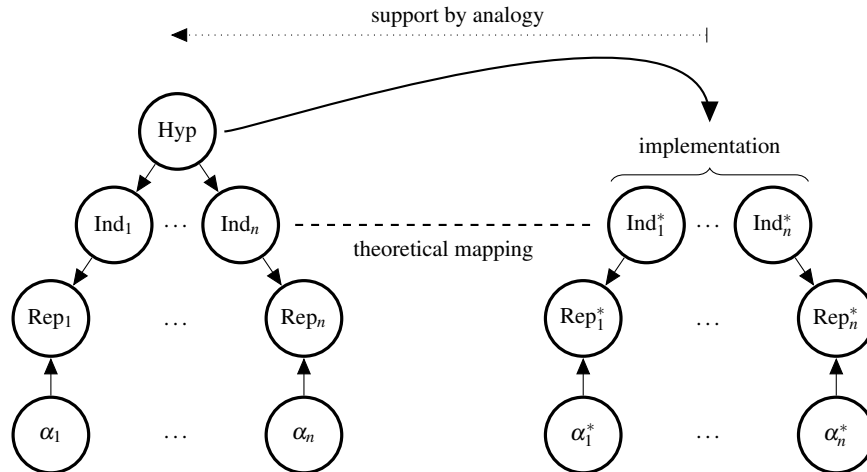 support by analogy
Hyp
implementation
Ind₁ ... Indₙ
Ind₁* ... Indₙ*
theoretical mapping
Rep₁ ... Repₙ
Rep₁* ... Repₙ*
α₁ ... αₙ
α₁* ... αₙ*